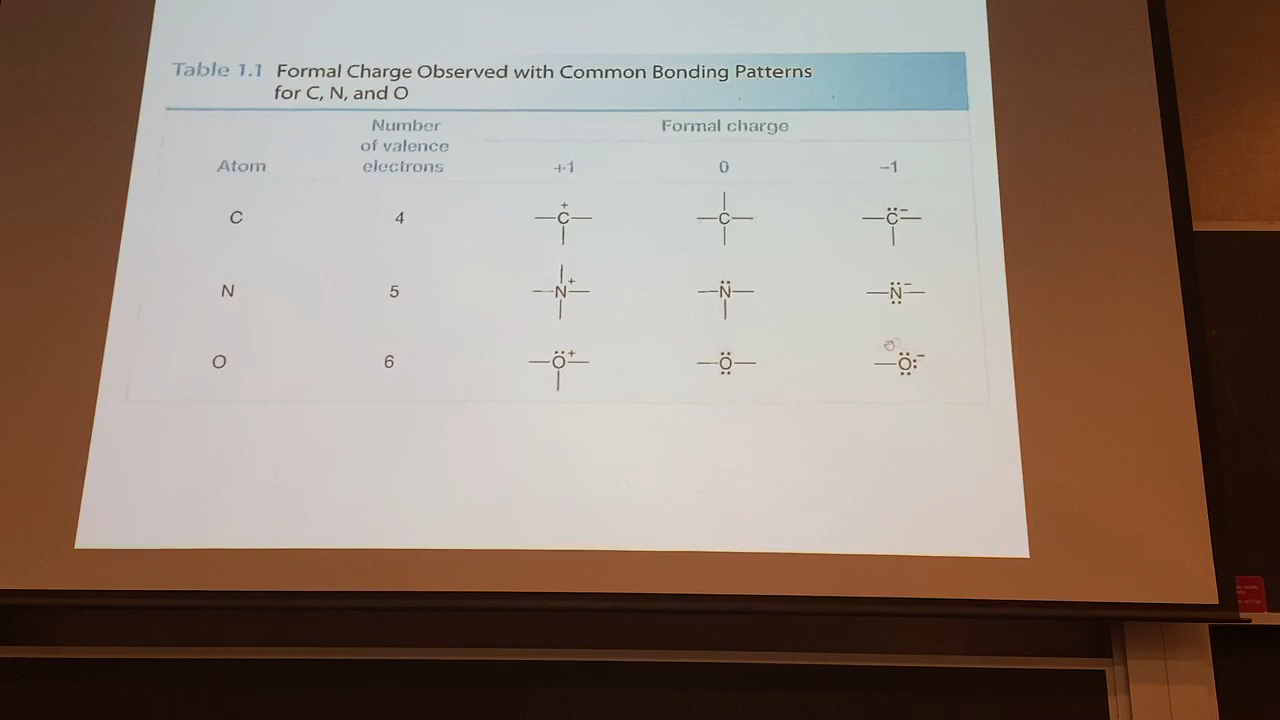 Table 1.1 Formal Charge Observed with Common Bonding Patterns
for C, N, and O
Number
of valence
electrons
Formal charge
Atom
+1
0
−1
C
4
C+
C
C−
N
5
N+
N
N−
O
6
O+
O
O−